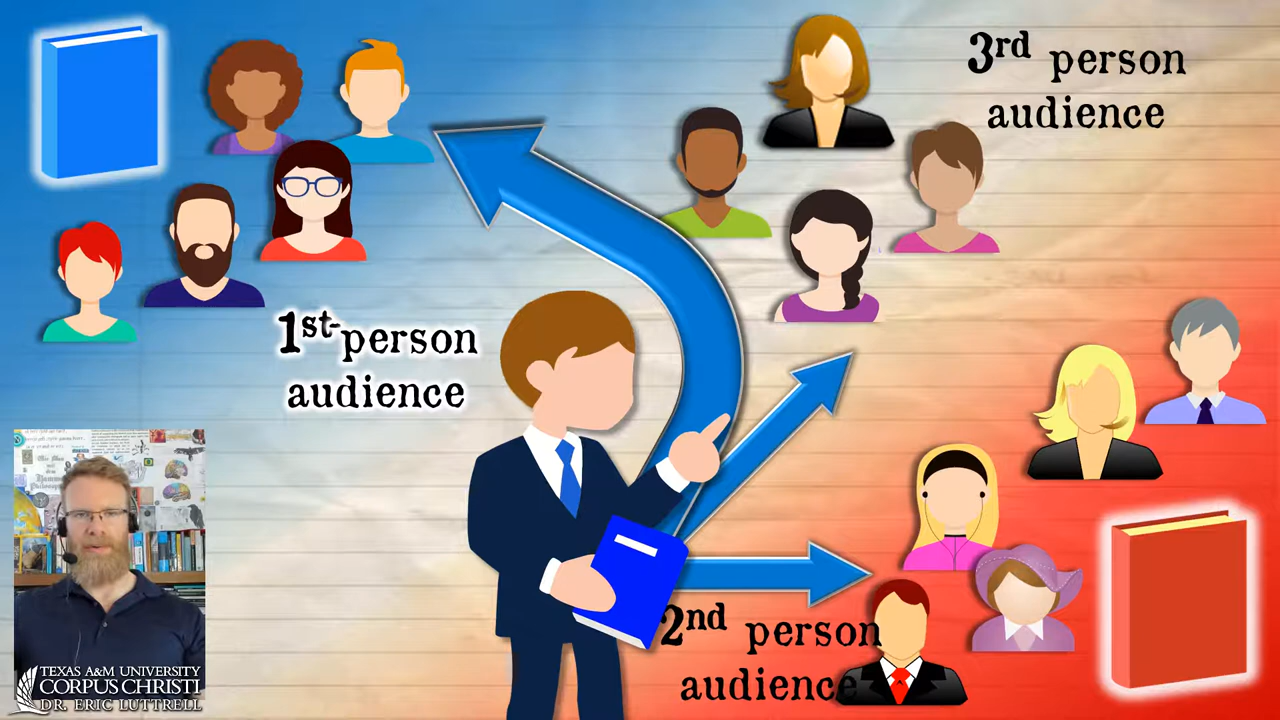 3rd person
audience
1st-person
audience
2nd person
audience
TEXAS A&M UNIVERSITY
CORPUS CHRISTI
DR. ERIC LUTTRELL